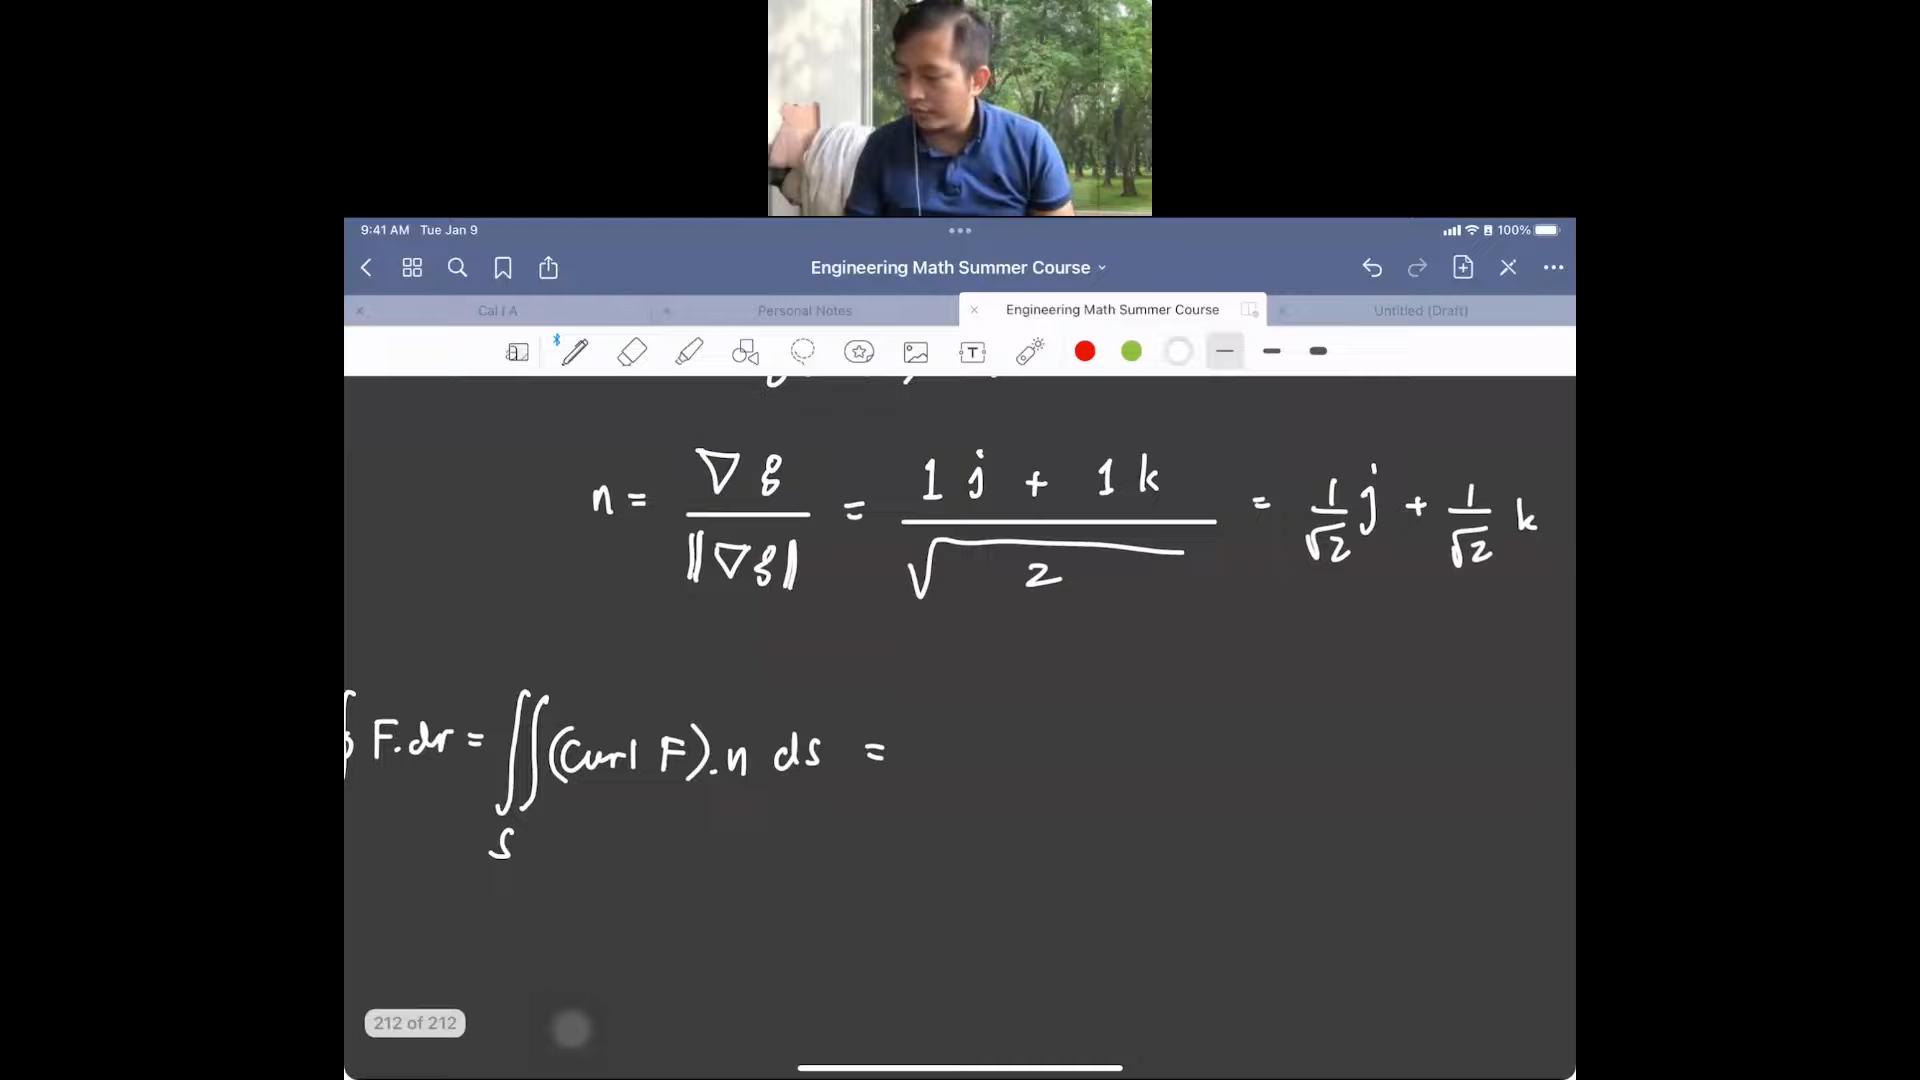 9:41 AM Tue Jan 9
100%
Engineering Math Summer Course
Cal I A
Personal Notes
Engineering Math Summer Course
Untitled (Draft)
n = ∇g / ||∇g|| = (1 j + 1 k) / √2 = 1/√2 j + 1/√2 k
∮ F.dr = ∬ (Curl F).n ds =
S
212 of 212